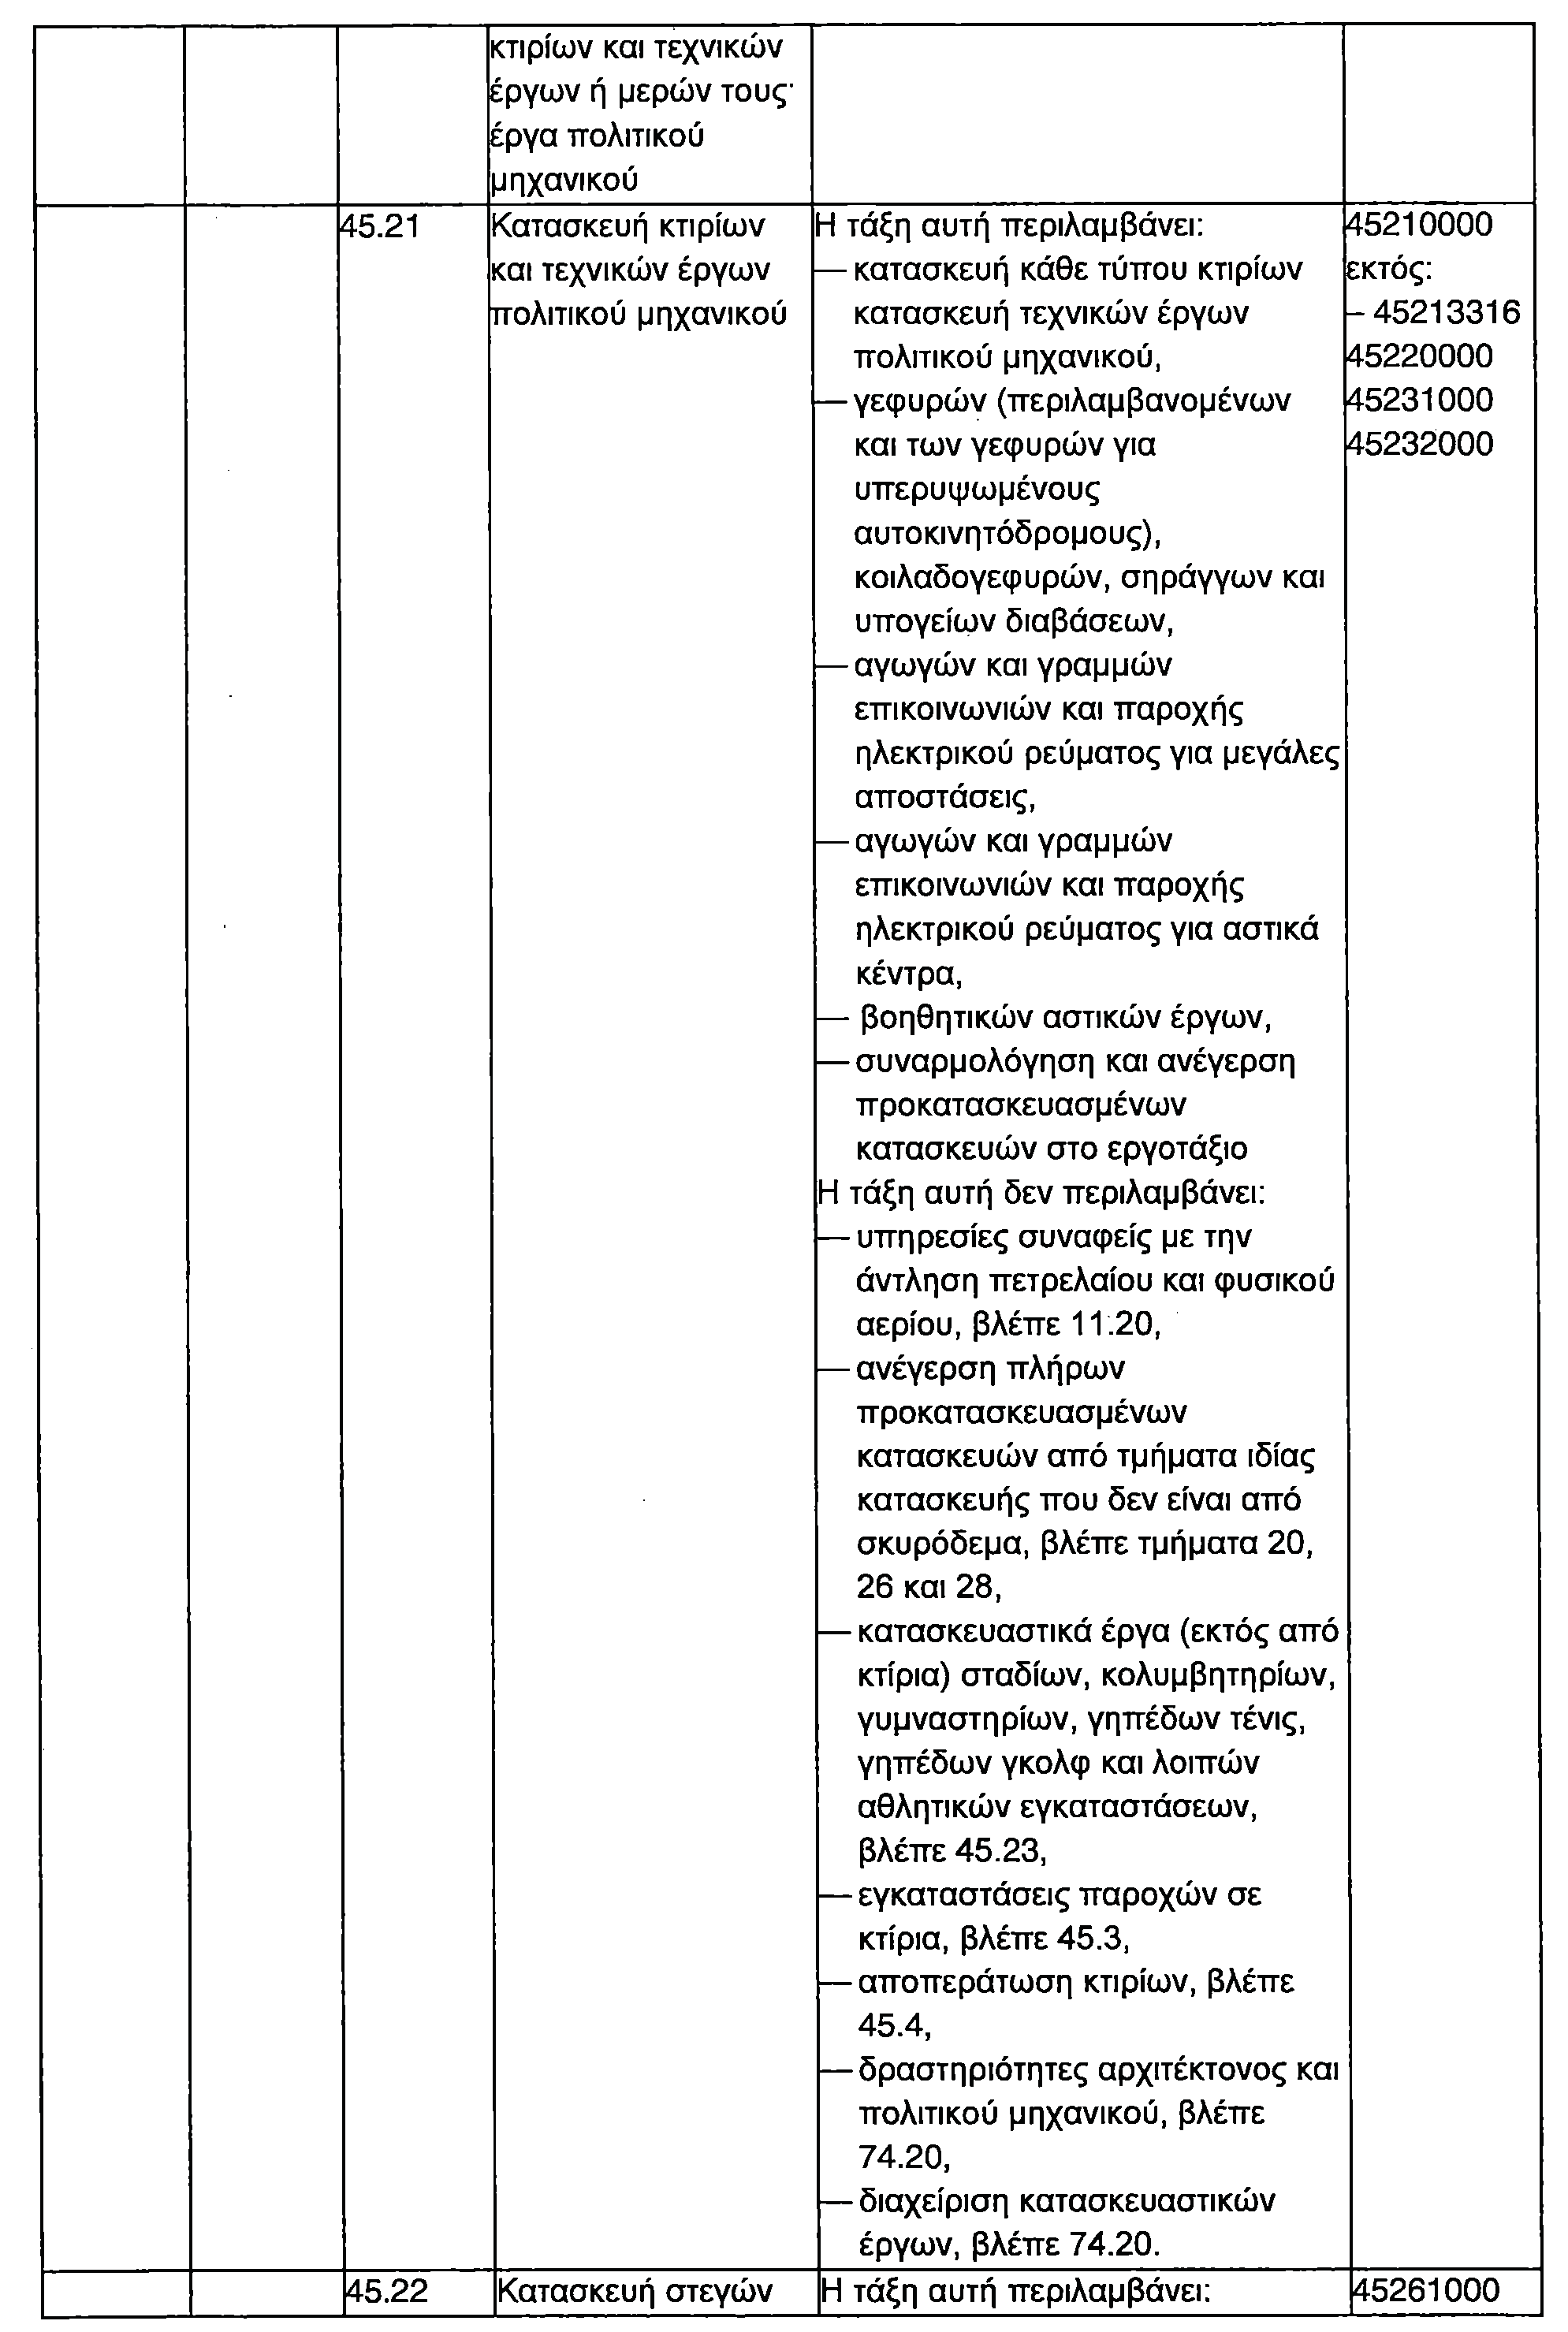 κτιρίων και τεχνικών
έργων ή μερών τους·
έργα πολιτικού
μηχανικού
45.21
Κατασκευή κτιρίων
και τεχνικών έργων
πολιτικού μηχανικού
Η τάξη αυτή περιλαμβάνει:
— κατασκευή κάθε τύπου κτιρίων
κατασκευή τεχνικών έργων
πολιτικού μηχανικού,
— γεφυρών (περιλαμβανομένων
και των γεφυρών για
υπερυψωμένους
αυτοκινητόδρομους),
κοιλαδογεφυρών, σηράγγων και
υπογείων διαβάσεων,
— αγωγών και γραμμών
επικοινωνιών και παροχής
ηλεκτρικού ρεύματος για μεγάλες
αποστάσεις,
— αγωγών και γραμμών
επικοινωνιών και παροχής
ηλεκτρικού ρεύματος για αστικά
κέντρα,
— βοηθητικών αστικών έργων,
— συναρμολόγηση και ανέγερση
προκατασκευασμένων
κατασκευών στο εργοτάξιο
Η τάξη αυτή δεν περιλαμβάνει:
— υπηρεσίες συναφείς με την
άντληση πετρελαίου και φυσικού
αερίου, βλέπε 11.20,
— ανέγερση πλήρων
προκατασκευασμένων
κατασκευών από τμήματα ιδίας
κατασκευής που δεν είναι από
σκυρόδεμα, βλέπε τμήματα 20,
26 και 28,
— κατασκευαστικά έργα (εκτός από
κτίρια) σταδίων, κολυμβητηρίων,
γυμναστηρίων, γηπέδων τένις,
γηπέδων γκολφ και λοιπών
αθλητικών εγκαταστάσεων,
βλέπε 45.23,
— εγκαταστάσεις παροχών σε
κτίρια, βλέπε 45.3,
— αποπεράτωση κτιρίων, βλέπε
45.4,
— δραστηριότητες αρχιτέκτονος και
πολιτικού μηχανικού, βλέπε
74.20,
— διαχείριση κατασκευαστικών
έργων, βλέπε 74.20.
45210000
εκτός:
- 45213316
45220000
45231000
45232000
45.22
Κατασκευή στεγών
Η τάξη αυτή περιλαμβάνει:
45261000